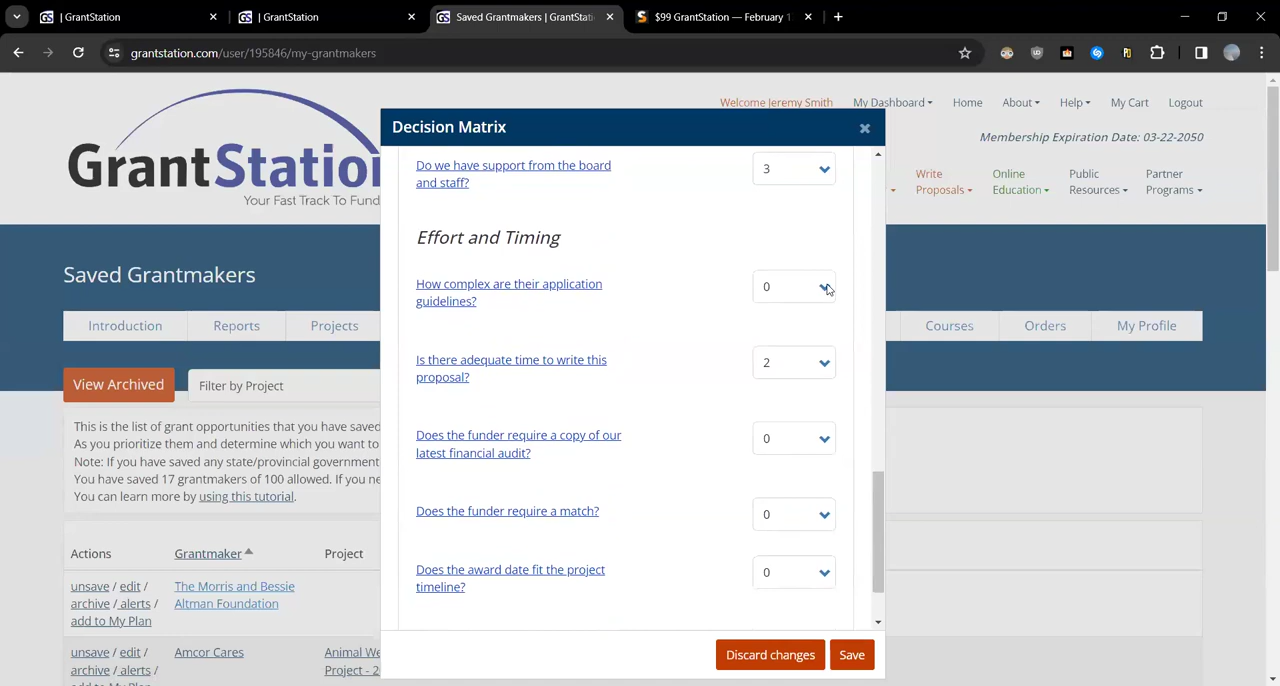 | GrantStation
| GrantStation
Saved Grantmakers | GrantStati
$99 GrantStation — February 1
grantstation.com/user/195846/my-grantmakers
GrantStation
Your Fast Track To Fund
Welcome Jeremy Smith
My Dashboard
Home
About
Help
My Cart
Logout
Membership Expiration Date: 03-22-2050
Write
Proposals
Online
Education
Public
Resources
Partner
Programs
Saved Grantmakers
Introduction
Reports
Projects
Courses
Orders
My Profile
View Archived
Filter by Project
This is the list of grant opportunities that you have saved
As you prioritize them and determine which you want to
Note: If you have saved any state/provincial government
You have saved 17 grantmakers of 100 allowed. If you ne
You can learn more by using this tutorial.
Actions
Grantmaker
Project
unsave / edit /
archive / alerts /
add to My Plan
The Morris and Bessie
Altman Foundation
unsave / edit /
archive / alerts /
Amcor Cares
Animal We
Project - 2
Decision Matrix
Do we have support from the board
and staff?
3
Effort and Timing
How complex are their application
guidelines?
0
Is there adequate time to write this
proposal?
2
Does the funder require a copy of our
latest financial audit?
0
Does the funder require a match?
0
Does the award date fit the project
timeline?
0
Discard changes
Save